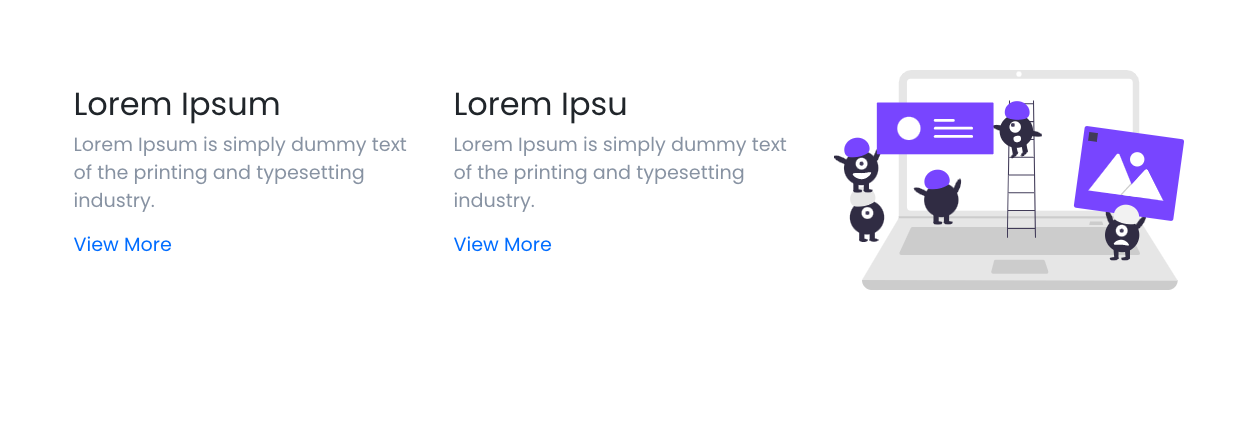 Lorem Ipsum
Lorem Ipsum is simply dummy text
of the printing and typesetting
industry.
View More
Lorem Ipsu
Lorem Ipsum is simply dummy text
of the printing and typesetting
industry.
View More